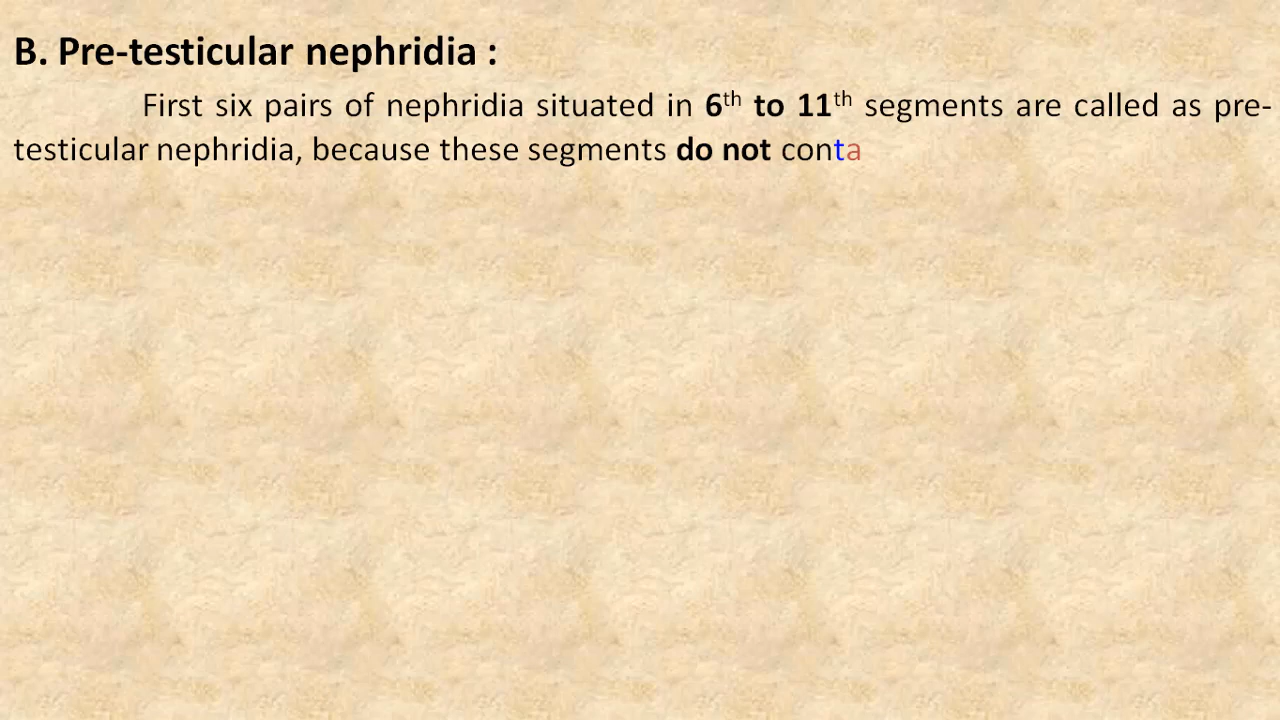 B. Pre-testicular nephridia :
First six pairs of nephridia situated in 6th to 11th segments are called as pre-
testicular nephridia, because these segments do not conta